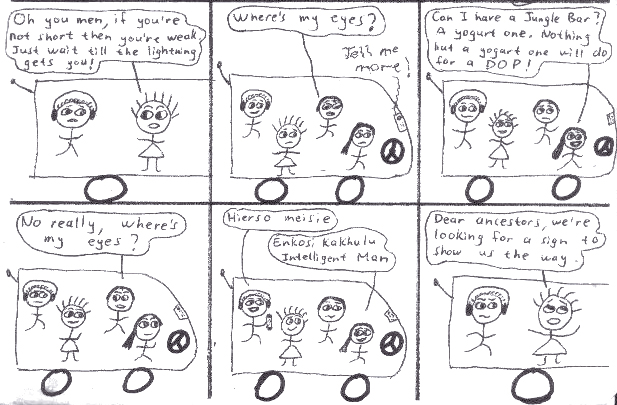 Oh you men, if you're
not short then you're weak.
Just wait till the lightning
gets you!
Where's my eyes?
Tell me
more!
Can I have a Jungle Bar?
A yogurt one. Nothing
but a yogart one will do
for a DOP!
No really, where's
my eyes?
Hierso meisie
Enkosi Kakhulu
Intelligent Man
Dear ancestors, we're
looking for a sign to
show us the way.